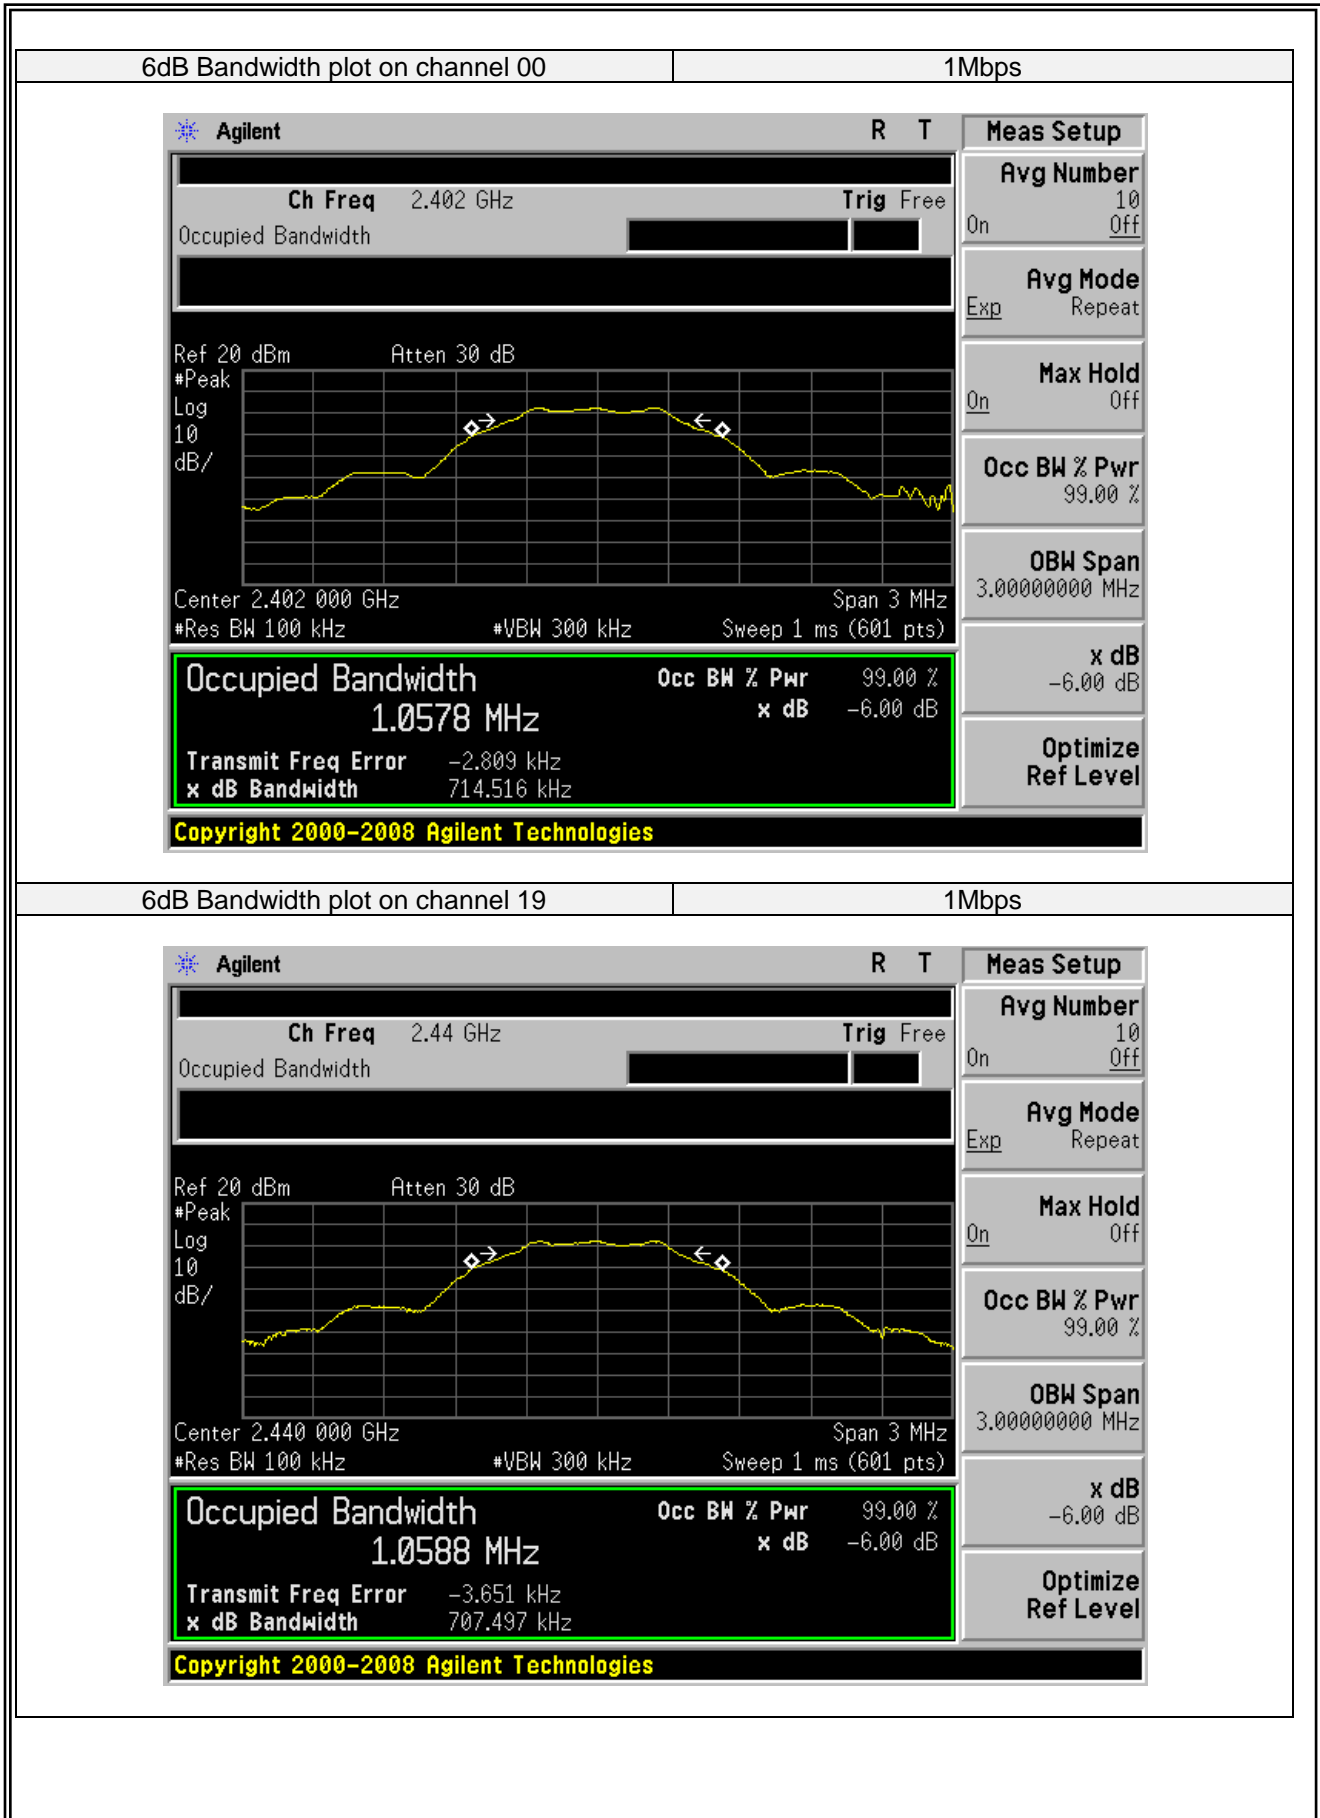 6dB Bandwidth plot on channel 00 1Mbps
Agilent R T Meas Setup
Ch Freq 2.402 GHz Trig Free
Occupied Bandwidth
Avg Number
10
On Off
Avg Mode
Exp Repeat
Ref 20 dBm Atten 30 dB
#Peak
Log
10
dB/
Max Hold
On Off
Occ BW % Pwr
99.00 %
OBW Span
3.00000000 MHz
Center 2.402 000 GHz Span 3 MHz
#Res BW 100 kHz #VBW 300 kHz Sweep 1 ms (601 pts)
x dB
-6.00 dB
Occupied Bandwidth Occ BW % Pwr 99.00 %
1.0578 MHz x dB -6.00 dB
Transmit Freq Error -2.809 kHz
x dB Bandwidth 714.516 kHz
Optimize
Ref Level
Copyright 2000-2008 Agilent Technologies
6dB Bandwidth plot on channel 19 1Mbps
Agilent R T Meas Setup
Ch Freq 2.44 GHz Trig Free
Occupied Bandwidth
Avg Number
10
On Off
Avg Mode
Exp Repeat
Ref 20 dBm Atten 30 dB
#Peak
Log
10
dB/
Max Hold
On Off
Occ BW % Pwr
99.00 %
OBW Span
3.00000000 MHz
Center 2.440 000 GHz Span 3 MHz
#Res BW 100 kHz #VBW 300 kHz Sweep 1 ms (601 pts)
x dB
-6.00 dB
Occupied Bandwidth Occ BW % Pwr 99.00 %
1.0588 MHz x dB -6.00 dB
Transmit Freq Error -3.651 kHz
x dB Bandwidth 707.497 kHz
Optimize
Ref Level
Copyright 2000-2008 Agilent Technologies